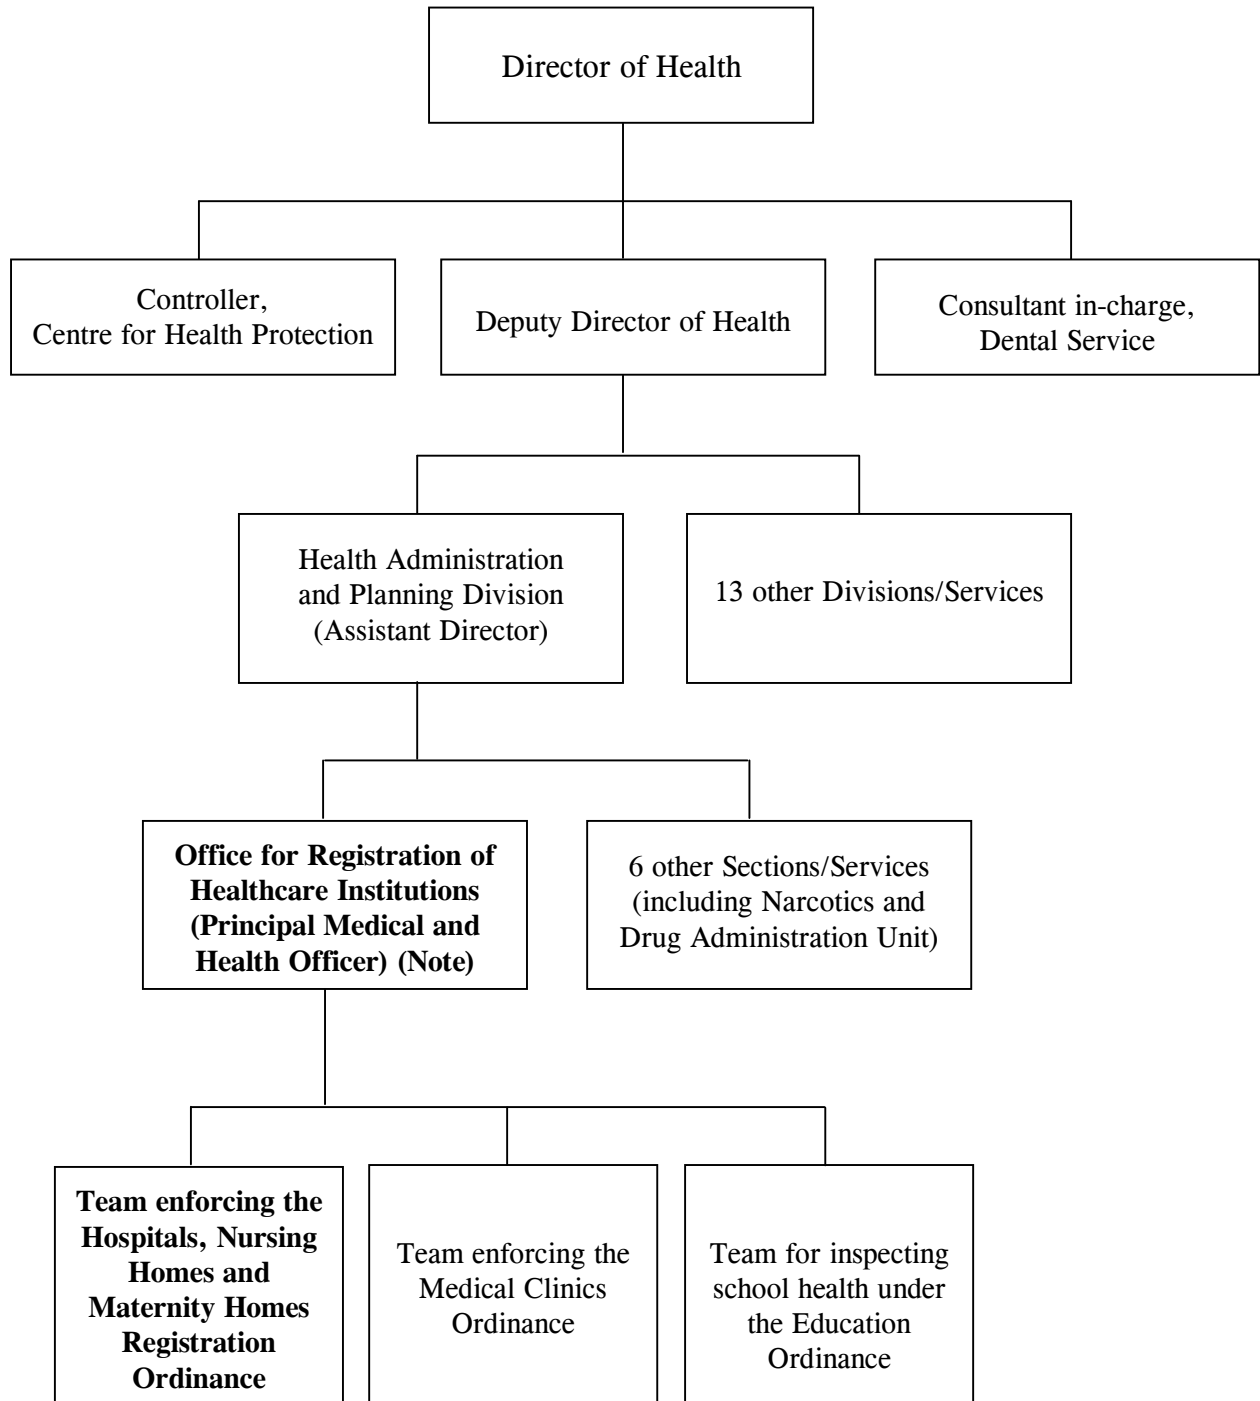 Director of Health
Controller,
Centre for Health Protection
Deputy Director of Health
Consultant in-charge,
Dental Service
Health Administration
and Planning Division
(Assistant Director)
13 other Divisions/Services
Office for Registration of
Healthcare Institutions
(Principal Medical and
Health Officer) (Note)
6 other Sections/Services
(including Narcotics and
Drug Administration Unit)
Team enforcing the
Hospitals, Nursing
Homes and
Maternity Homes
Registration
Ordinance
Team enforcing the
Medical Clinics
Ordinance
Team for inspecting
school health under
the Education
Ordinance